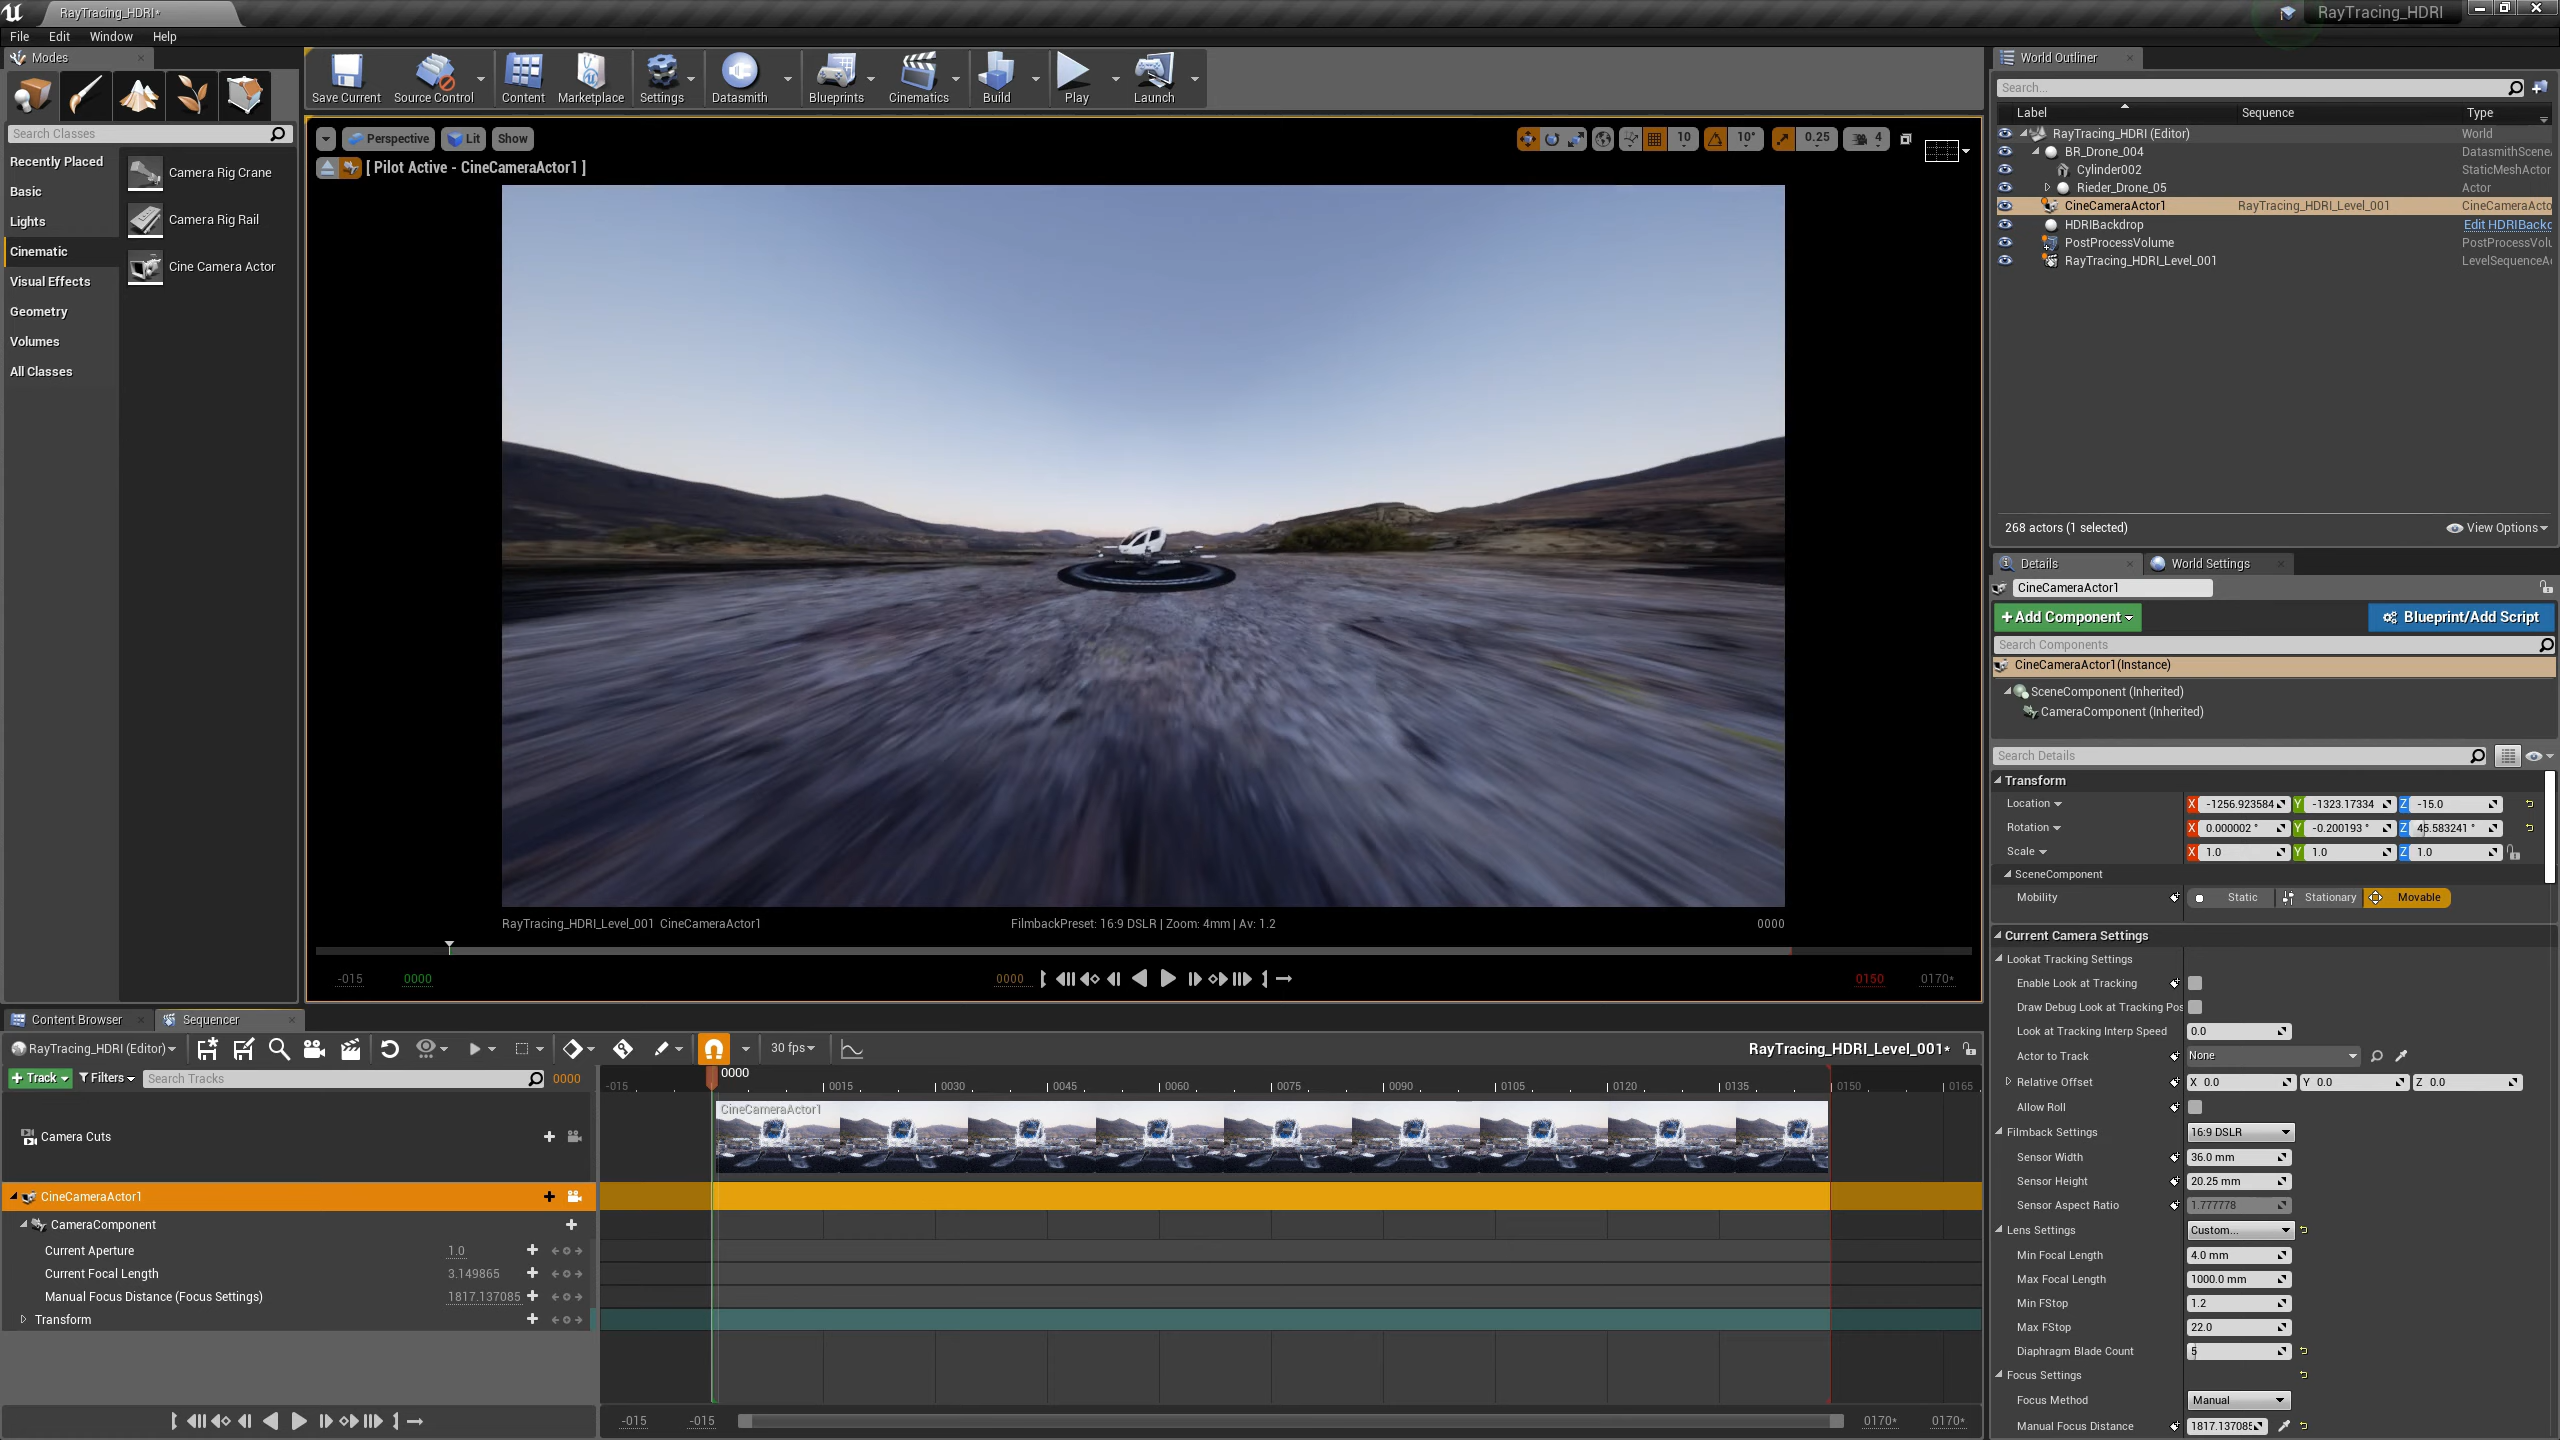 RayTracing_HDRI*
RayTracing_HDRI
File Edit Window Help
Modes
Search Classes
Recently Placed
Basic
Lights
Cinematic
Visual Effects
Geometry
Volumes
All Classes
Camera Rig Crane
Camera Rig Rail
Cine Camera Actor
Save Current Source Control Content Marketplace Settings Datasmith Blueprints Cinematics Build Play Launch
Perspective Lit Show
10 10° 0.25 4
[ Pilot Active - CineCameraActor1 ]
RayTracing_HDRI_Level_001 CineCameraActor1
FilmbackPreset: 16:9 DSLR | Zoom: 4mm | Av: 1.2
0000
-015 0000 0000 0150 0170*
World Outliner
Search...
Label Sequence Type
RayTracing_HDRI (Editor) World
BR_Drone_004 DatasmithScene
Cylinder002 StaticMeshActor
Rieder_Drone_05 Actor
CineCameraActor1 RayTracing_HDRI_Level_001 CineCameraActo
HDRIBackdrop Edit HDRIBackd
PostProcessVolume PostProcessVolu
RayTracing_HDRI_Level_001 LevelSequenceA
268 actors (1 selected) View Options
Details World Settings
CineCameraActor1
+Add Component Blueprint/Add Script
Search Components
CineCameraActor1(Instance)
SceneComponent (Inherited)
CameraComponent (Inherited)
Search Details
Transform
Location X -1256.923584 Y -1323.17334 Z -15.0
Rotation X 0.000002 ° Y -0.200193 ° Z 45.583241 °
Scale X 1.0 Y 1.0 Z 1.0
SceneComponent
Mobility Static Stationary Movable
Current Camera Settings
Lookat Tracking Settings
Enable Look at Tracking
Draw Debug Look at Tracking Pos
Look at Tracking Interp Speed 0.0
Actor to Track None
Relative Offset X 0.0 Y 0.0 Z 0.0
Allow Roll
Filmback Settings 16:9 DSLR
Sensor Width 36.0 mm
Sensor Height 20.25 mm
Sensor Aspect Ratio 1.777778
Lens Settings Custom...
Min Focal Length 4.0 mm
Max Focal Length 1000.0 mm
Min FStop 1.2
Max FStop 22.0
Diaphragm Blade Count 5
Focus Settings
Focus Method Manual
Manual Focus Distance 1817.137085
Content Browser Sequencer
RayTracing_HDRI (Editor) 30 fps RayTracing_HDRI_Level_001*
+ Track Filters Search Tracks 0000
0000
-015 0015 0030 0045 0060 0075 0090 0105 0120 0135 0150 0165
CineCameraActor1
Camera Cuts
CineCameraActor1
CameraComponent
Current Aperture 1.0
Current Focal Length 3.149865
Manual Focus Distance (Focus Settings) 1817.137085
Transform
-015 -015 0170* 0170*